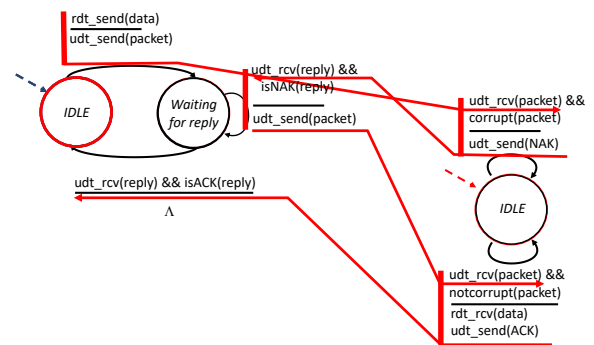 rdt_send(data)
udt_send(packet)
IDLE
Waiting
for reply
udt_rcv(reply) &&
isNAK(reply)
udt_send(packet)
udt_rcv(reply) && isACK(reply)
Λ
udt_rcv(packet) &&
corrupt(packet)
udt_send(NAK)
IDLE
udt_rcv(packet) &&
notcorrupt(packet)
rdt_rcv(data)
udt_send(ACK)